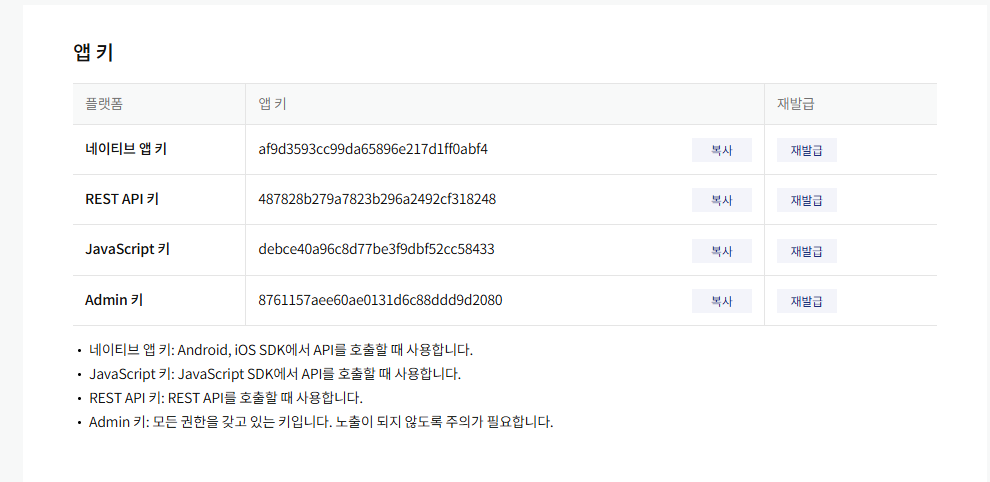 앱 키
플랫폼 앱 키 재발급
네이티브 앱 키 af9d3593cc99da65896e217d1ff0abf4 복사 재발급
REST API 키 487828b279a7823b296a2492cf318248 복사 재발급
JavaScript 키 debce40a96c8d77be3f9dbf52cc58433 복사 재발급
Admin 키 8761157aee60ae0131d6c88ddd9d2080 복사 재발급
• 네이티브 앱 키: Android, iOS SDK에서 API를 호출할 때 사용합니다.
• JavaScript 키: JavaScript SDK에서 API를 호출할 때 사용합니다.
• REST API 키: REST API를 호출할 때 사용합니다.
• Admin 키: 모든 권한을 갖고 있는 키입니다. 노출이 되지 않도록 주의가 필요합니다.